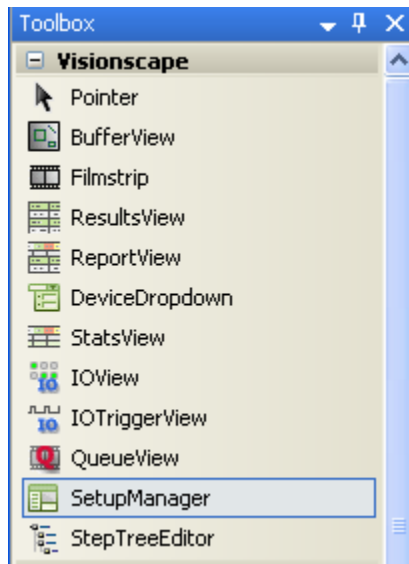 Toolbox
Visionscape
Pointer
BufferView
Filmstrip
ResultsView
ReportView
DeviceDropdown
StatsView
IOView
IOTriggerView
QueueView
SetupManager
StepTreeEditor